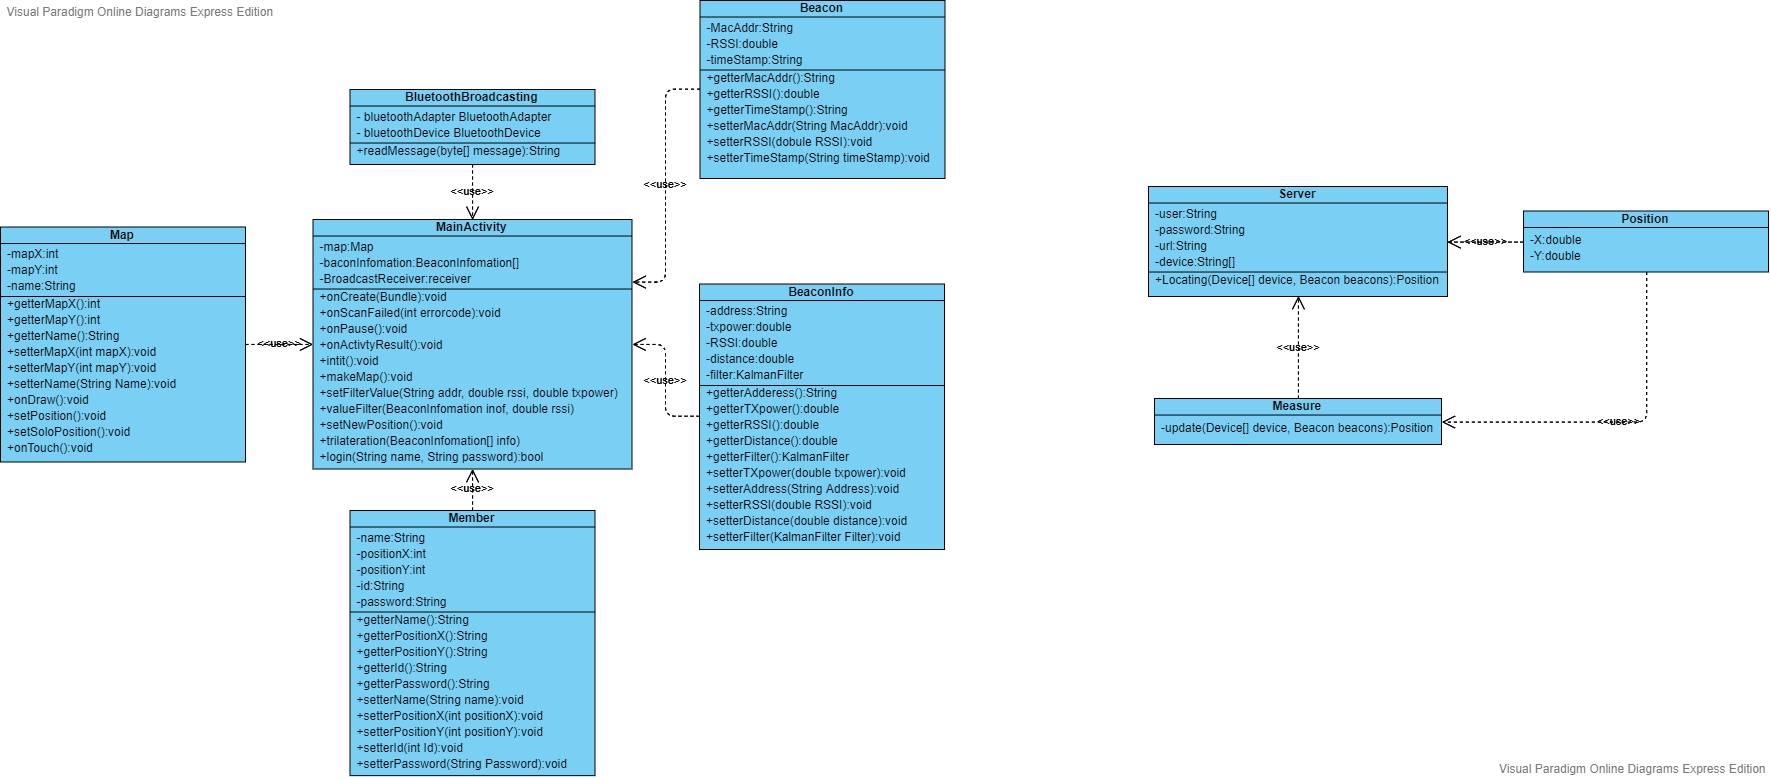 Visual Paradigm Online Diagrams Express Edition
Beacon
-MacAddr:String
-RSSI:double
-timeStamp:String
+getterMacAddr():String
+getterRSSI():double
+getterTimeStamp():String
+setterMacAddr(String MacAddr):void
+setterRSSI(dobule RSSI):void
+setterTimeStamp(String timeStamp):void
BluetoothBroadcasting
- bluetoothAdapter BluetoothAdapter
- bluetoothDevice BluetoothDevice
+readMessage(byte[] message):String
<<use>>
<<use>>
Map
-mapX:int
-mapY:int
-name:String
+getterMapX():int
+getterMapY():int
+getterName():String
+setterMapX(int mapX):void
+setterMapY(int mapY):void
+setterName(String Name):void
+onDraw():void
+setPosition():void
+setSoloPosition():void
+onTouch():void
<<use>>
MainActivity
-map:Map
-baconInfomation:BeaconInfomation[]
-BroadcastReceiver:receiver
+onCreate(Bundle):void
+onScanFailed(int errorcode):void
+onPause():void
+onActivtyResult():void
+intit():void
+makeMap():void
+setFilterValue(String addr, double rssi, double txpower)
+valueFilter(BeaconInfomation inof, double rssi)
+setNewPosition():void
+trilateration(BeaconInfomation[] info)
+login(String name, String password):bool
<<use>>
BeaconInfo
-address:String
-txpower:double
-RSSI:double
-distance:double
-filter:KalmanFilter
+getterAdderess():String
+getterTXpower():double
+getterRSSI():double
+getterDistance():double
+getterFilter():KalmanFilter
+setterTXpower(double txpower):void
+setterAddress(String Address):void
+setterRSSI(double RSSI):void
+setterDistance(double distance):void
+setterFilter(KalmanFilter Filter):void
<<use>>
Member
-name:String
-positionX:int
-positionY:int
-id:String
-password:String
+getterName():String
+getterPositionX():String
+getterPositionY():String
+getterId():String
+getterPassword():String
+setterName(String name):void
+setterPositionX(int positionX):void
+setterPositionY(int positionY):void
+setterId(int Id):void
+setterPassword(String Password):void
Server
-user:String
-password:String
-url:String
-device:String[]
+Locating(Device[] device, Beacon beacons):Position
<<use>>
Position
-X:double
-Y:double
<<use>>
Measure
-update(Device[] device, Beacon beacons):Position
<<use>>
Visual Paradigm Online Diagrams Express Edition